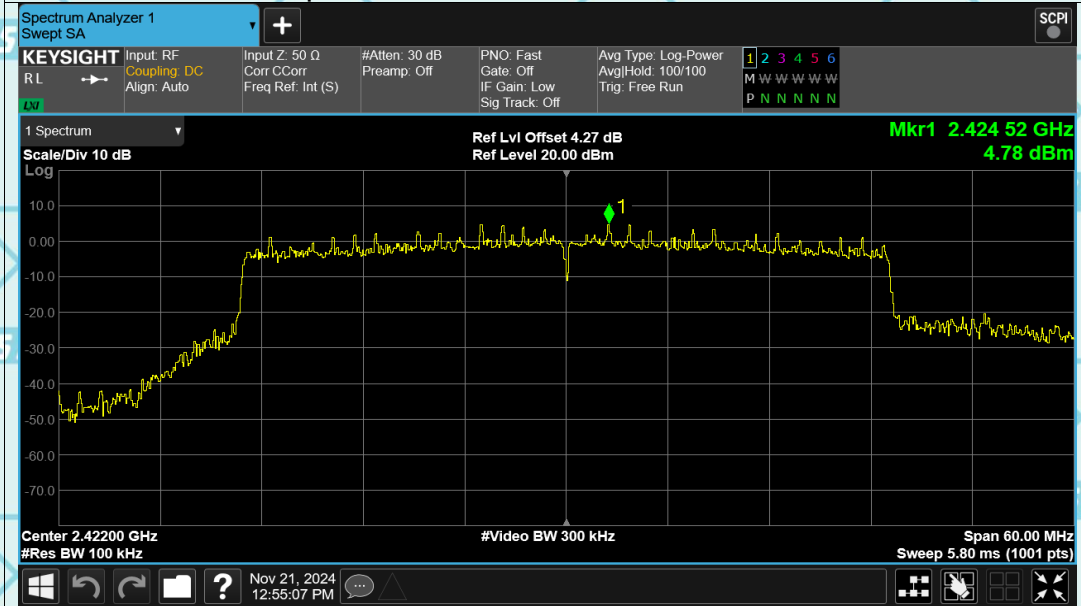 Spectrum Analyzer 1
Swept SA
+
SCPI
KEYSIGHT
RL
LXI
Input: RF
Coupling: DC
Align: Auto
Input Z: 50 Ω
Corr CCorr
Freq Ref: Int (S)
#Atten: 30 dB
Preamp: Off
PNO: Fast
Gate: Off
IF Gain: Low
Sig Track: Off
Avg Type: Log-Power
Avg|Hold: 100/100
Trig: Free Run
1 2 3 4 5 6
M W W W W W
P N N N N N
1 Spectrum
Scale/Div 10 dB
Log
Ref Lvl Offset 4.27 dB
Ref Level 20.00 dBm
Mkr1 2.424 52 GHz
4.78 dBm
1
10.0
0.00
-10.0
-20.0
-30.0
-40.0
-50.0
-60.0
-70.0
Center 2.42200 GHz
#Res BW 100 kHz
#Video BW 300 kHz
Span 60.00 MHz
Sweep 5.80 ms (1001 pts)
?
Nov 21, 2024
12:55:07 PM